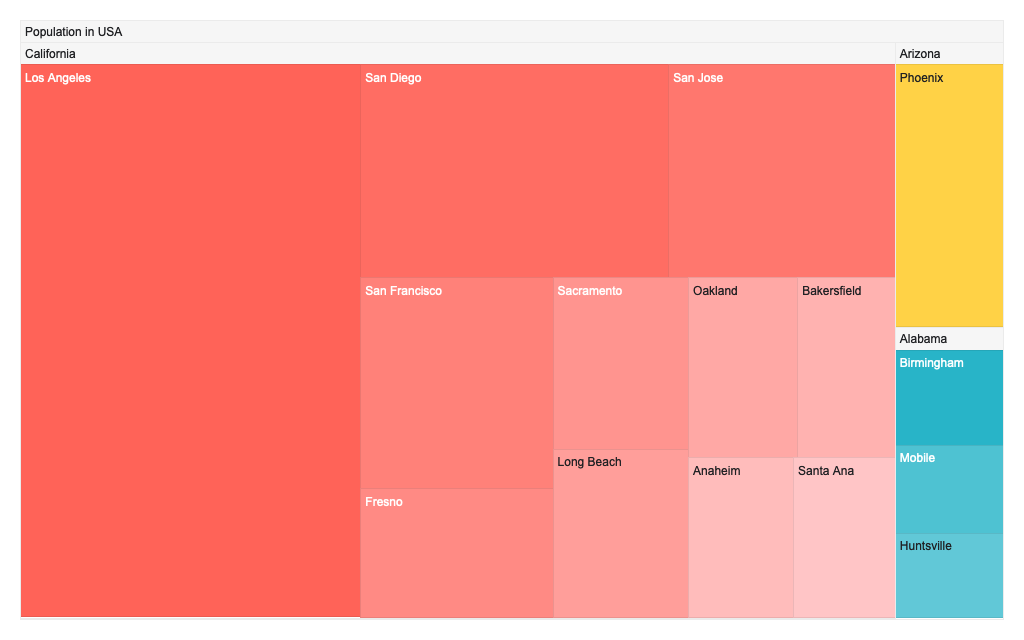 Population in USA
California
Arizona
Los Angeles
San Diego
San Jose
Phoenix
San Francisco
Sacramento
Oakland
Bakersfield
Alabama
Birmingham
Long Beach
Mobile
Anaheim
Santa Ana
Fresno
Huntsville